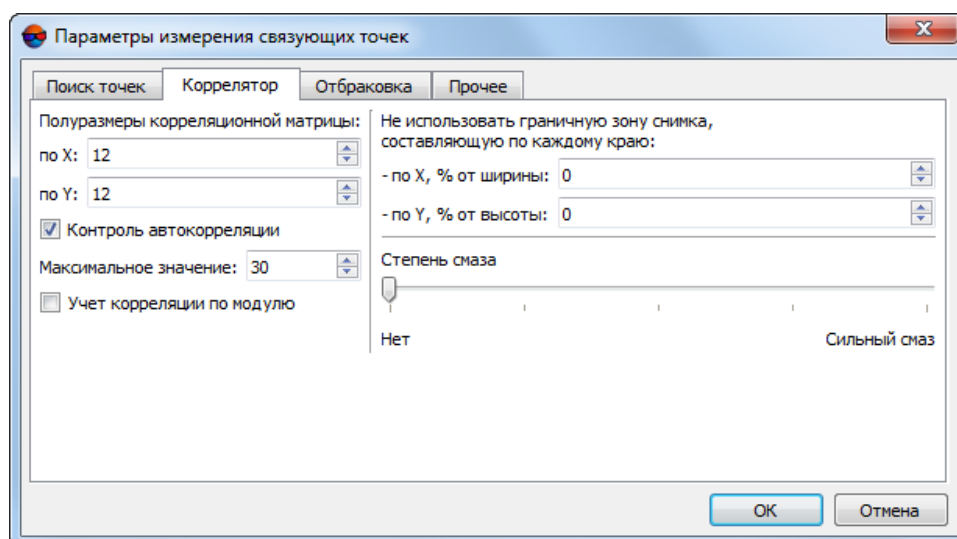 Параметры измерения связующих точек
Поиск точек
Коррелятор
Отбраковка
Прочее
Полуразмеры корреляционной матрицы:
по X: 12
по Y: 12
Контроль автокорреляции
Максимальное значение: 30
Учет корреляции по модулю
Не использовать граничную зону снимка,
составляющую по каждому краю:
- по X, % от ширины: 0
- по Y, % от высоты: 0
Степень смаза
Нет
Сильный смаз
OK
Отмена